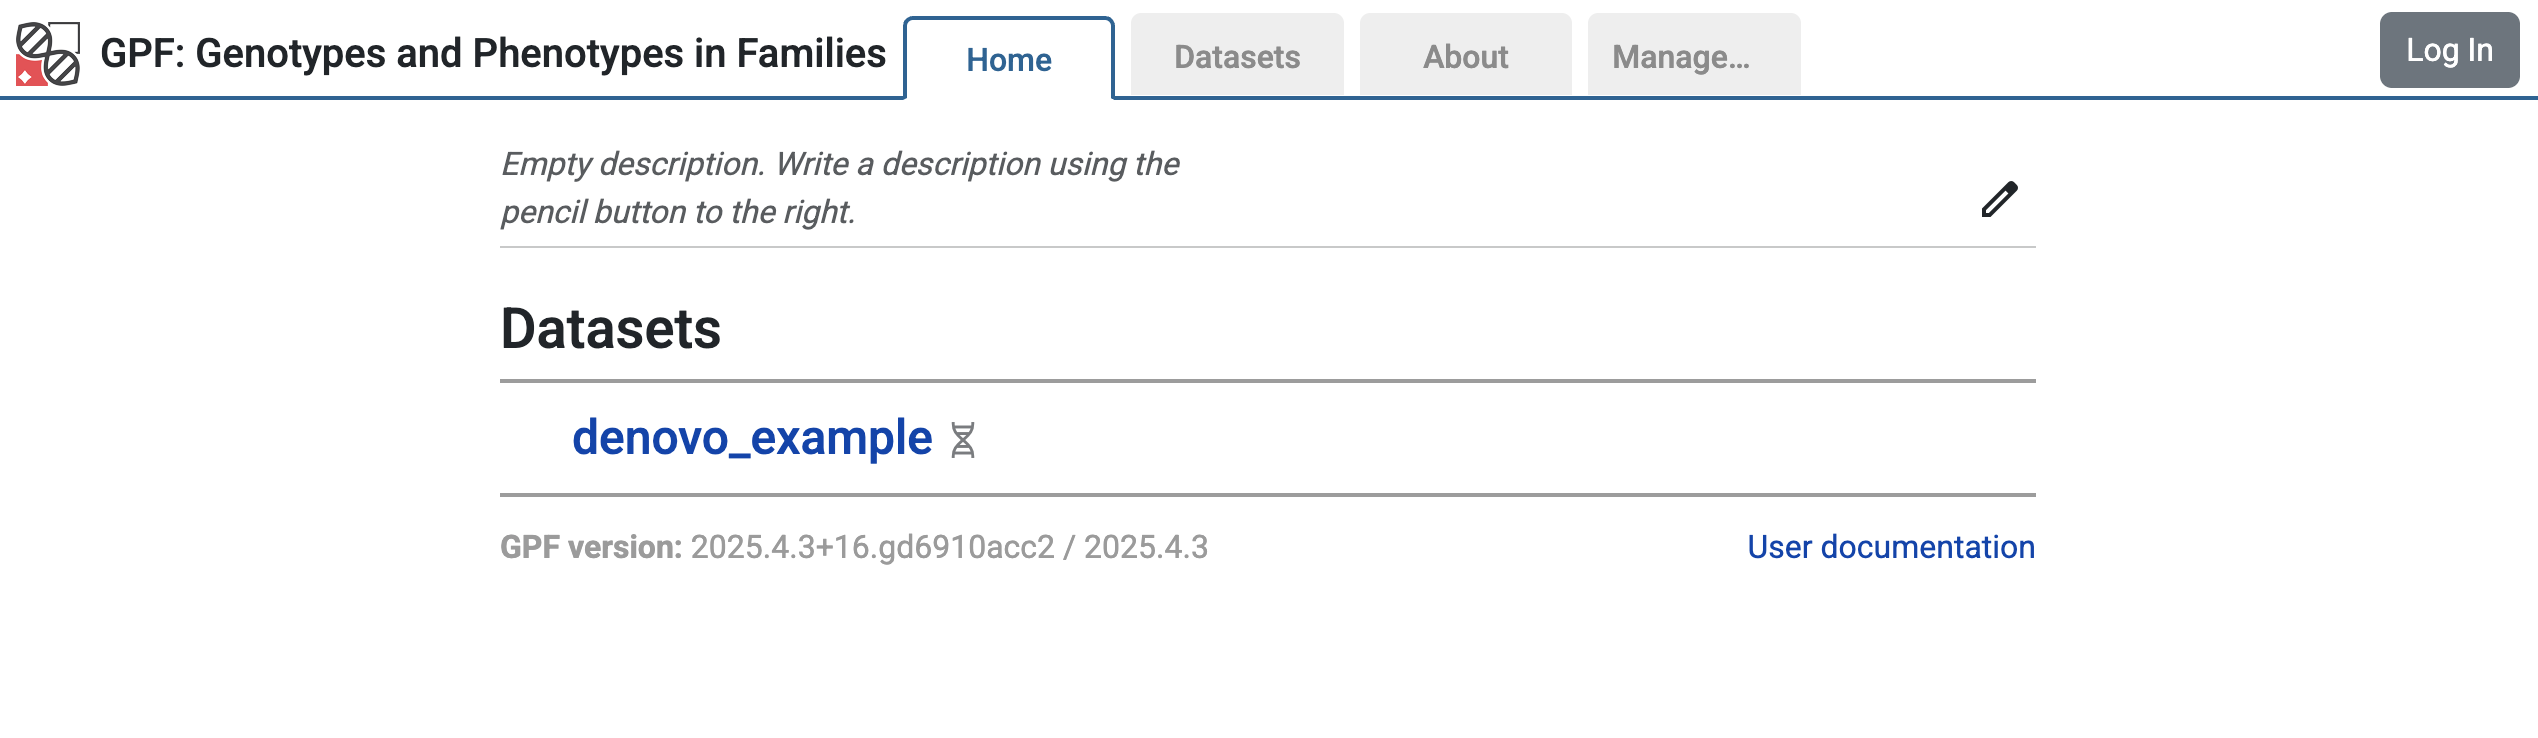 GPF: Genotypes and Phenotypes in Families
Home
Datasets
About
Manage...
Log In
Empty description. Write a description using the
pencil button to the right.
Datasets
denovo_example
GPF version: 2025.4.3+16.gd6910acc2 / 2025.4.3
User documentation